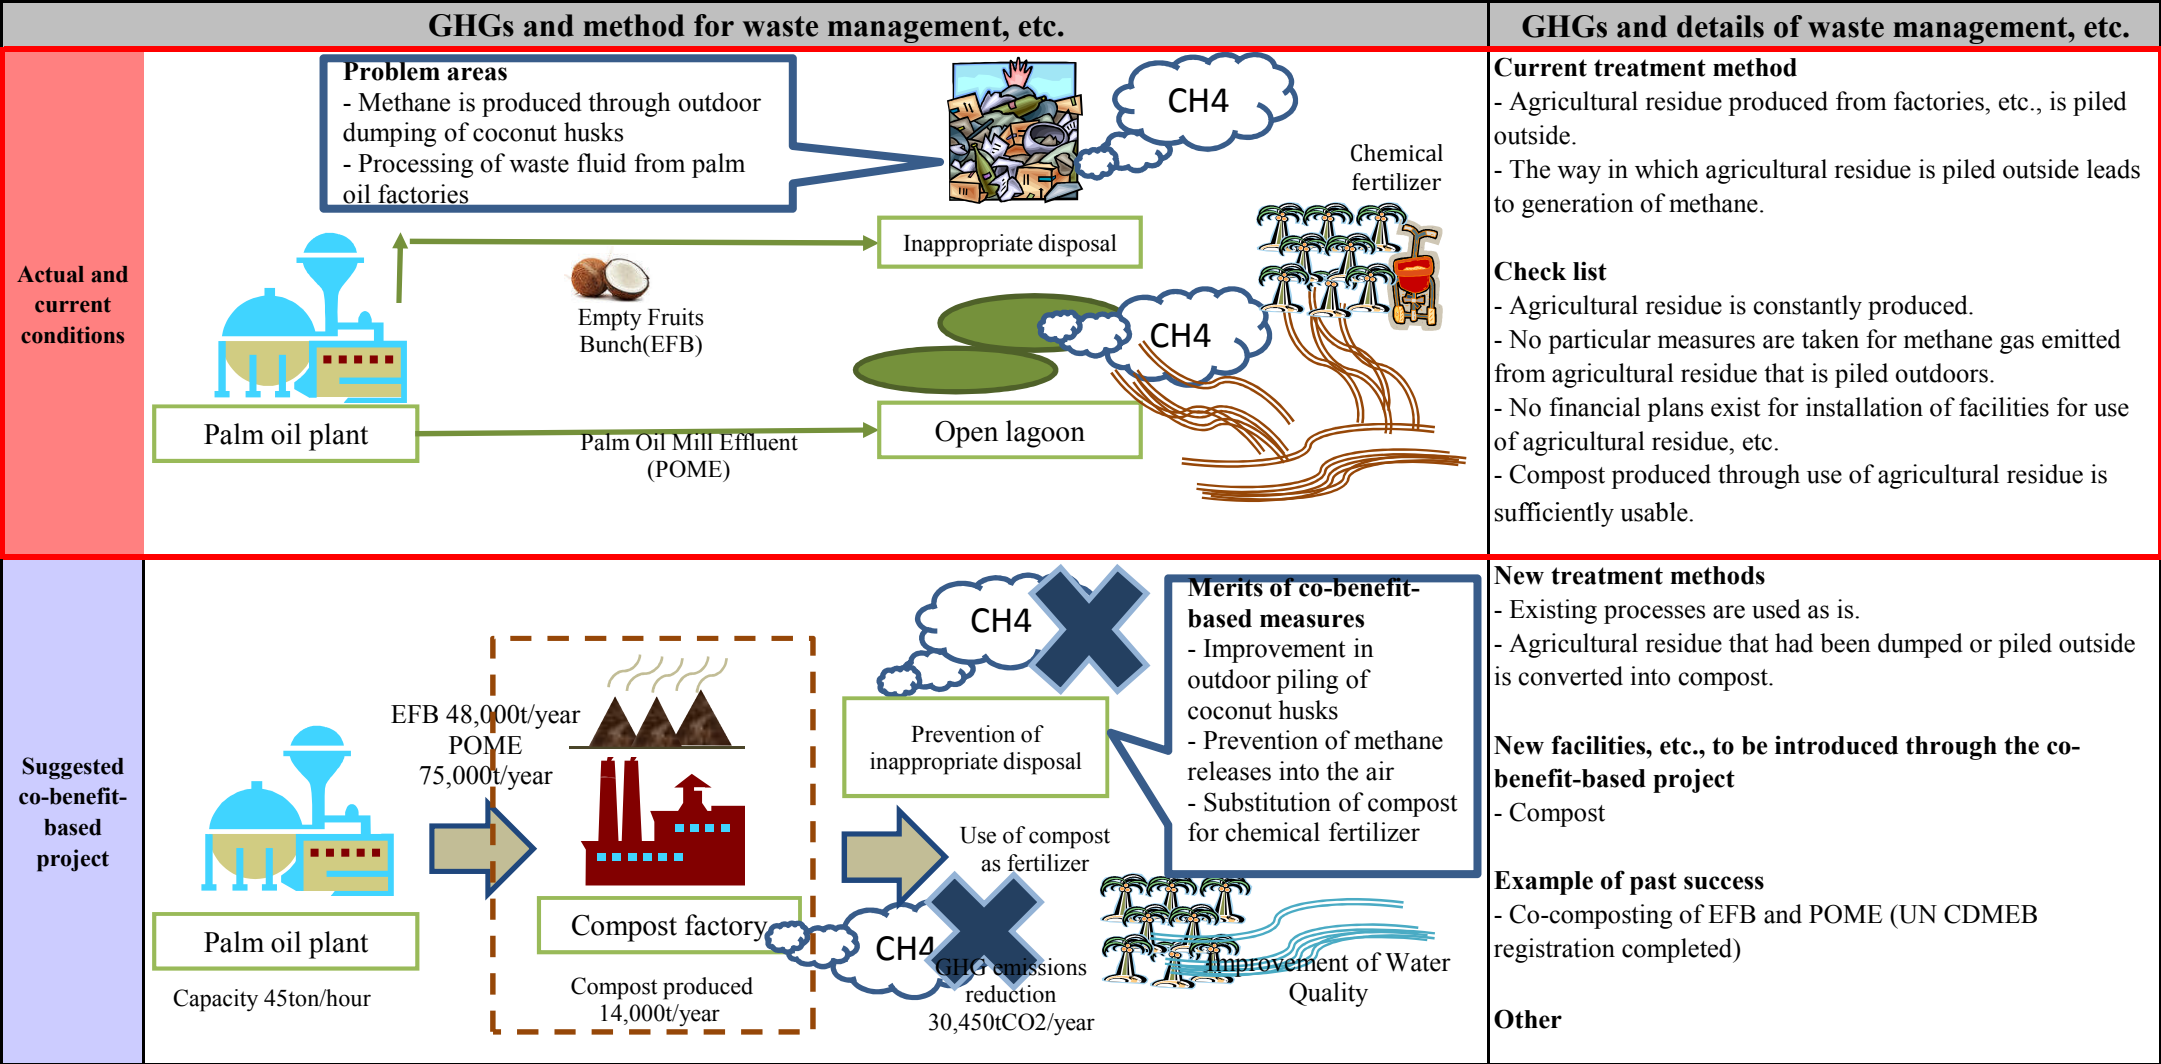 GHGs and method for waste management, etc.
GHGs and details of waste management, etc.
Actual and
current
conditions
Problem areas
- Methane is produced through outdoor
dumping of coconut husks
- Processing of waste fluid from palm
oil factories
CH4
Chemical
fertilizer
Inappropriate disposal
Empty Fruits
Bunch(EFB)
CH4
Palm oil plant
Palm Oil Mill Effluent
(POME)
Open lagoon
Current treatment method
- Agricultural residue produced from factories, etc., is piled
outside.
- The way in which agricultural residue is piled outside leads
to generation of methane.
Check list
- Agricultural residue is constantly produced.
- No particular measures are taken for methane gas emitted
from agricultural residue that is piled outdoors.
- No financial plans exist for installation of facilities for use
of agricultural residue, etc.
- Compost produced through use of agricultural residue is
sufficiently usable.
Suggested
co-benefit-
based
project
EFB 48,000t/year
POME
75,000t/year
Palm oil plant
Capacity 45ton/hour
Compost factory
Compost produced
14,000t/year
CH4
Prevention of
inappropriate disposal
Use of compost
as fertilizer
CH4
GHG emissions
reduction
30,450tCO2/year
Merits of co-benefit-
based measures
- Improvement in
outdoor piling of
coconut husks
- Prevention of methane
releases into the air
- Substitution of compost
for chemical fertilizer
Improvement of Water
Quality
New treatment methods
- Existing processes are used as is.
- Agricultural residue that had been dumped or piled outside
is converted into compost.
New facilities, etc., to be introduced through the co-
benefit-based project
- Compost
Example of past success
- Co-composting of EFB and POME (UN CDMEB
registration completed)
Other